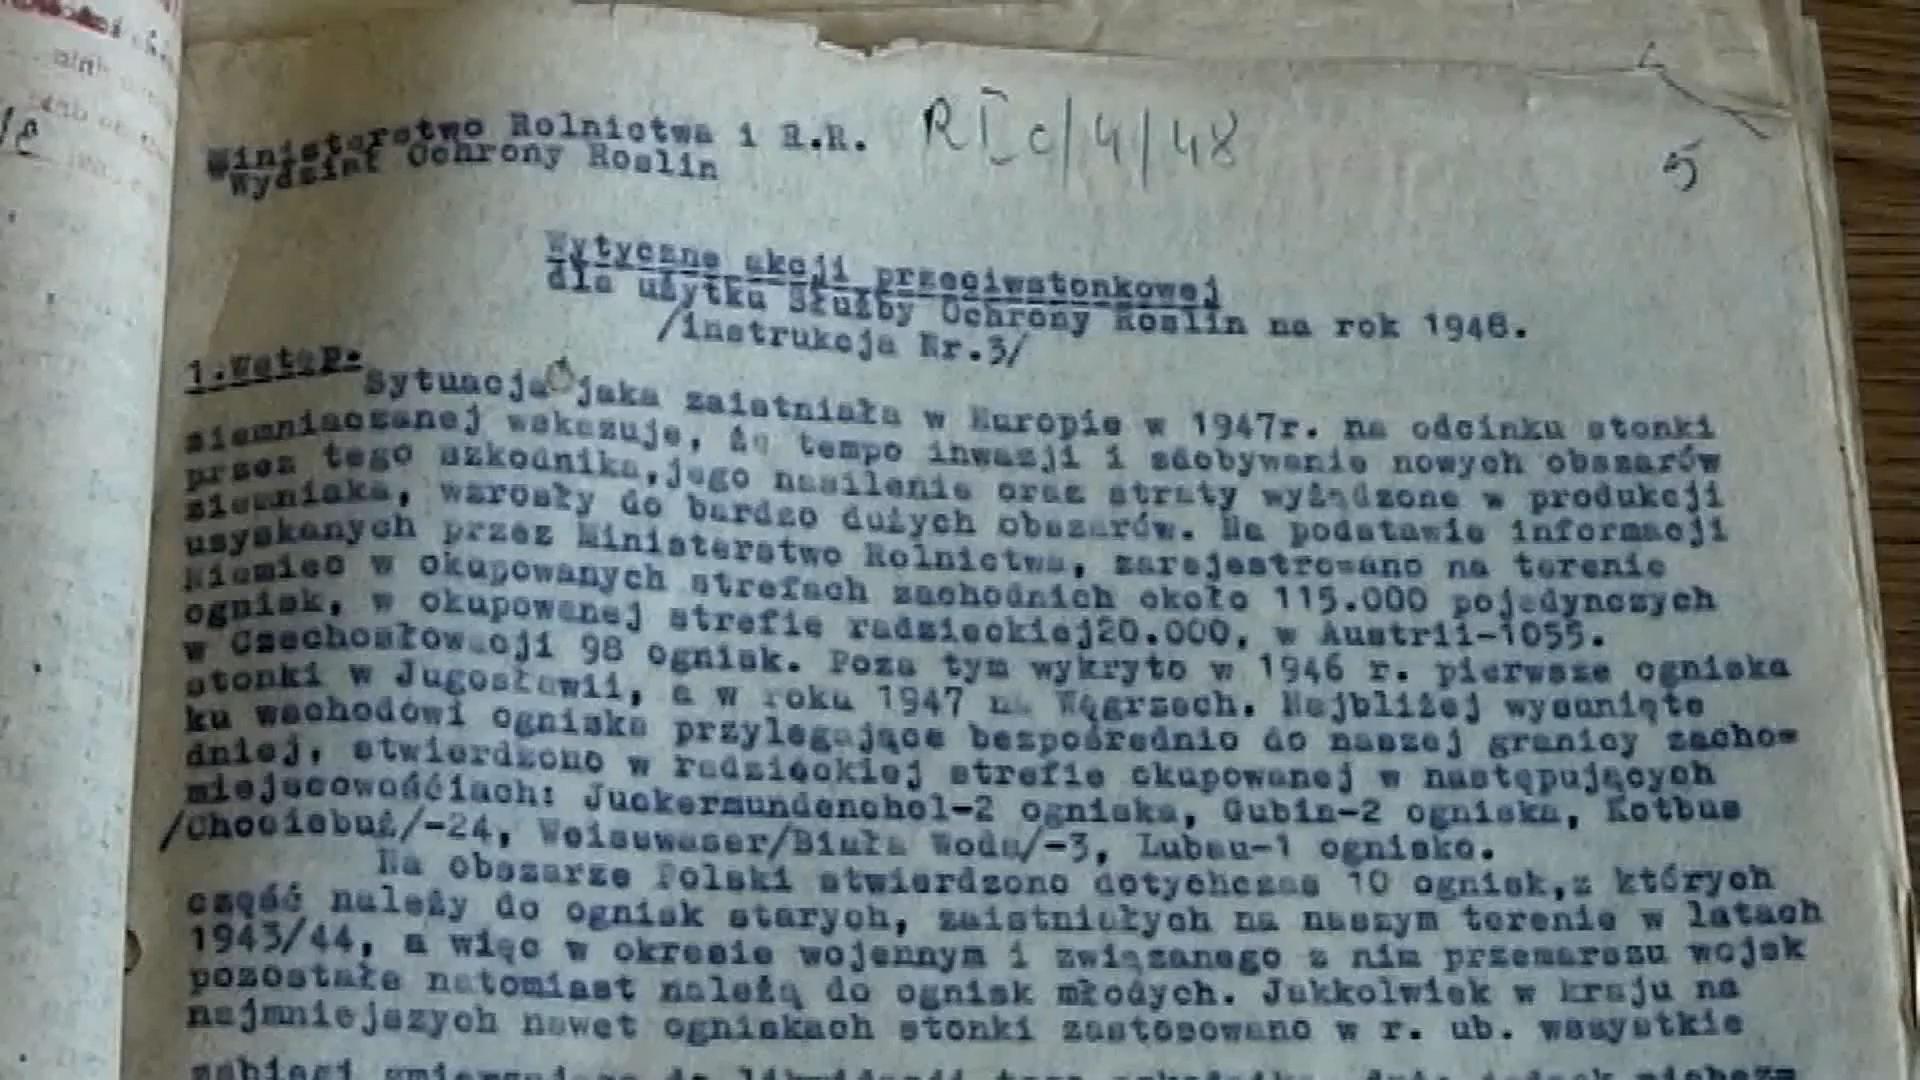 Ministerstwo Rolnictwa i R.R. RI c/4/48
Wydział Ochrony Roslin
5
Wytyczne akcji przeciwstonkowej
dla użytku Służby Ochrony Roslin na rok 1948.
/instrukcja Nr.3/
1.Wstęp.
Sytuacja jaka zaistniała w Europie w 1947r. na odcinku stonki
ziemniaczanej wskazuje, że tempo inwazji i zdobywanie nowych obszarów
przez tego szkodnika, jego nasilenie oraz straty wyżądzone w produkcji
ziemniaka, wzrosły do bardzo dużych obszarów. Na podstawie informacji
uzyskanych przez Ministerstwo Rolnictwa, zarejestrowano na terenie
Niemiec w okupowanych strefach zachodnich około 115.000 pojedynczych
ognisk, w okupowanej strefie radzieckiej 20.000, w Austrii-1055.
w Czechosłowacji 98 ognisk. Poza tym wykryto w 1946 r. pierwsze ogniska
stonki w Jugosławii, a w roku 1947 na Węgrzech. Najbliżej wysunięte
ku wschodowi ogniska przylegające bezpośrednio do naszej granicy zacho-
dniej, stwierdzono w radzieckiej strefie okupowanej w następujących
miejscowościach: Juckermundenchol-2 ogniska, Gubin-2 ogniska, Kotbus
/Chociebuż/-24, Weisuwaser/Biała Woda/-3, Lubau-1 ognisko.
Na obszarze Polski stwierdzono dotychczas 10 ognisk, z których
część należy do ognisk starych, zaistniałych na naszym terenie w latach
1943/44, a więc w okresie wojennym i związanego z nim przemarszu wojsk
pozostałe natomiast należą do ognisk młodych. Jakkolwiek w kraju na
najmniejszych nawet ogniskach stonki zastosowano w r. ub. wszystkie